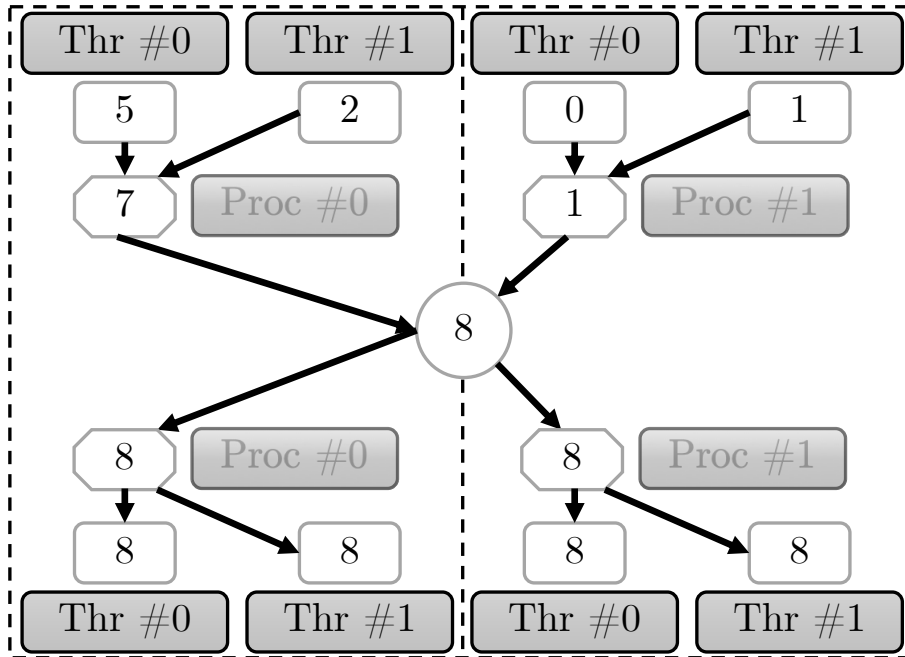 Thr #0 Thr #1 Thr #0 Thr #1
5 2 0 1
7 Proc #0 1 Proc #1
8
8 Proc #0 8 Proc #1
8 8 8 8
Thr #0 Thr #1 Thr #0 Thr #1